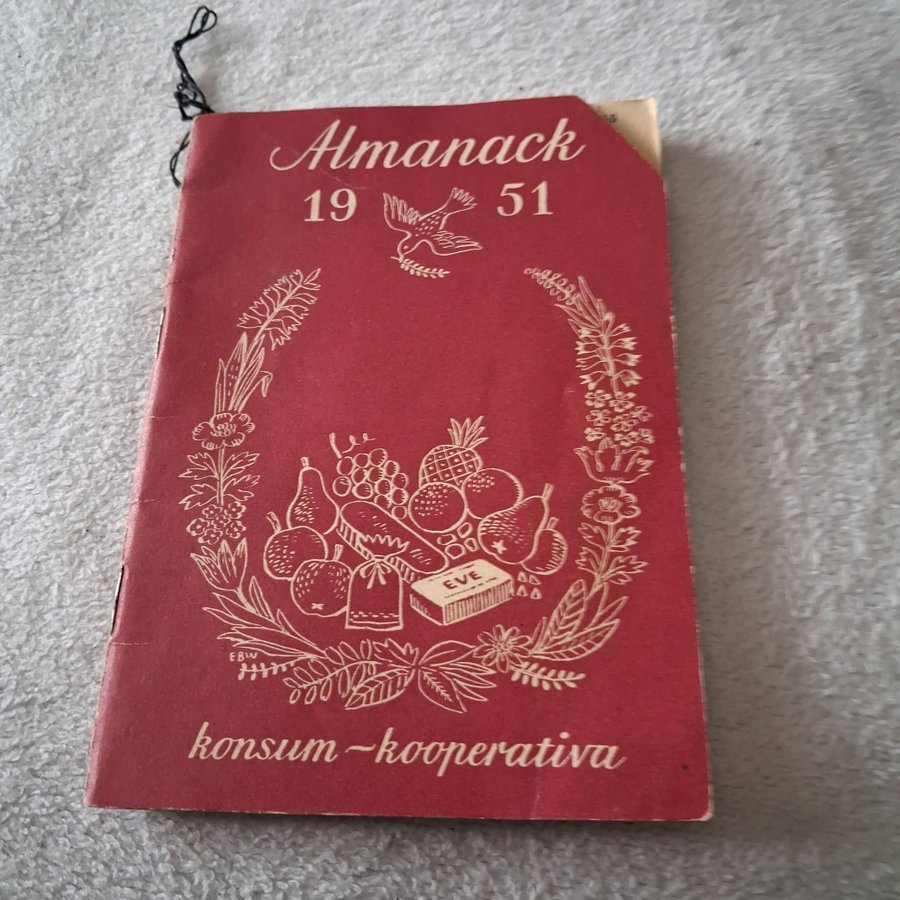 Almanack
19 51
EVE
EBW
konsum – kooperativa